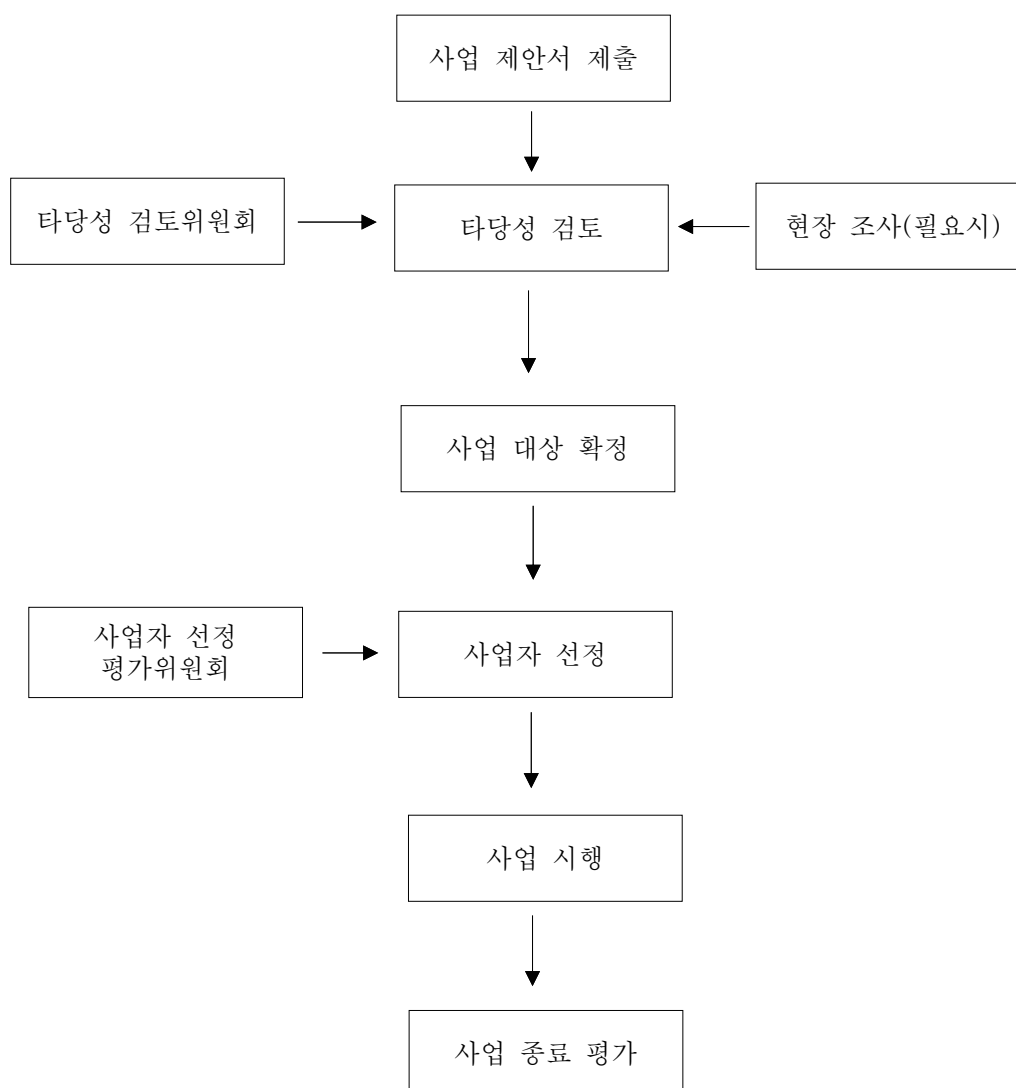 사업 제안서 제출
타당성 검토위원회
타당성 검토
현장 조사(필요시)
사업 대상 확정
사업자 선정
평가위원회
사업자 선정
사업 시행
사업 종료 평가